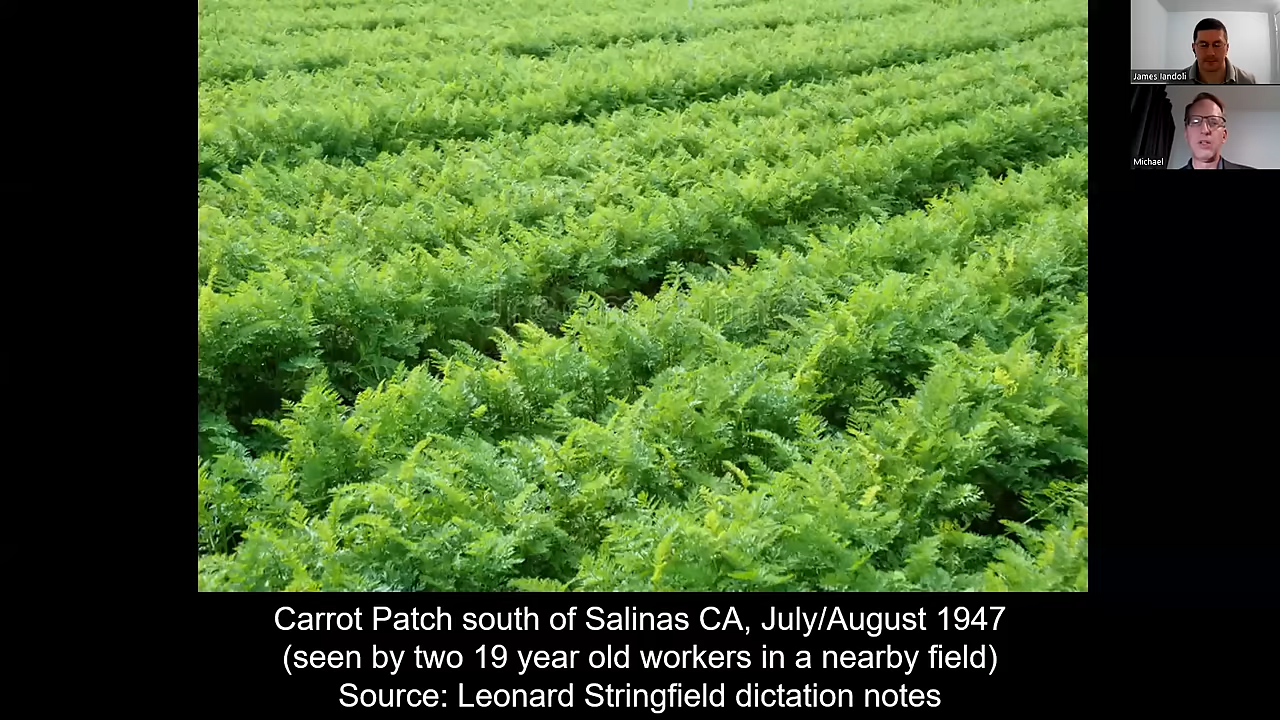 James Iandoli
Michael
Carrot Patch south of Salinas CA, July/August 1947
(seen by two 19 year old workers in a nearby field)
Source: Leonard Stringfield dictation notes